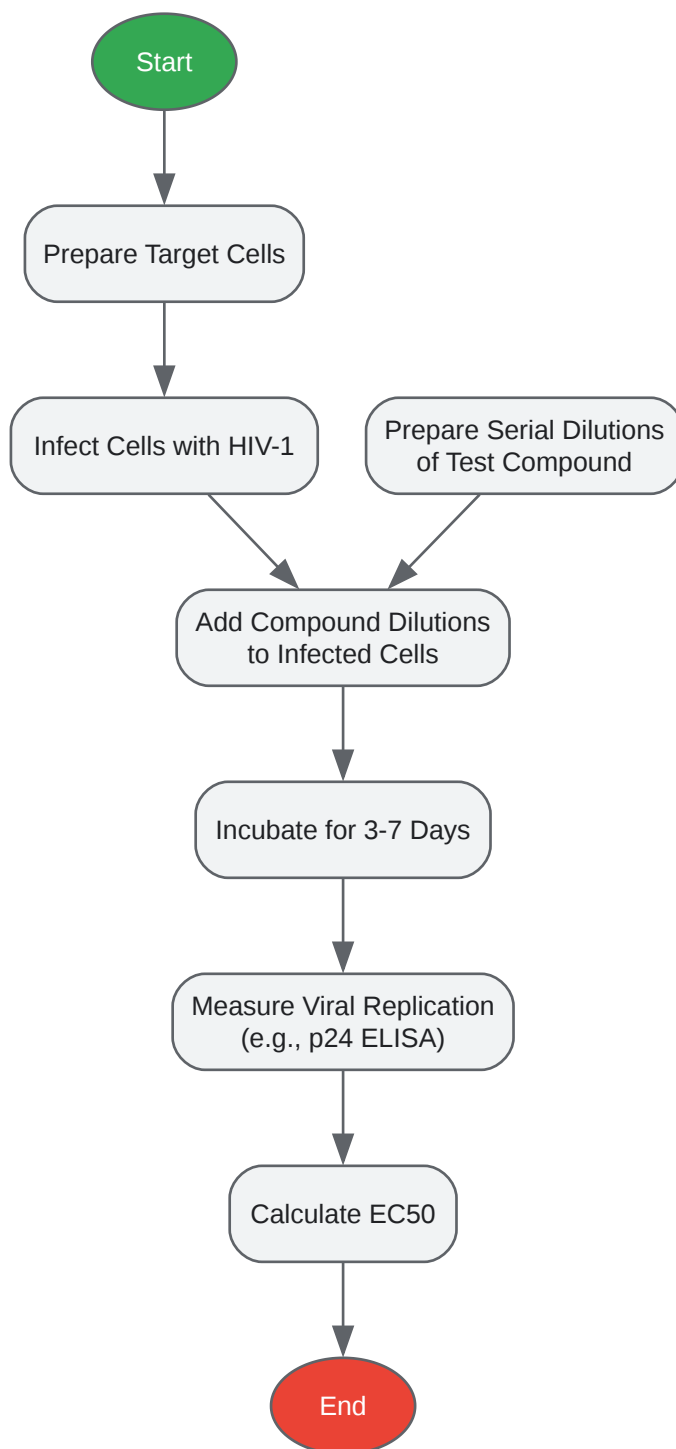 Start
Prepare Target Cells
Infect Cells with HIV-1
Prepare Serial Dilutions
of Test Compound
Add Compound Dilutions
to Infected Cells
Incubate for 3-7 Days
Measure Viral Replication
(e.g., p24 ELISA)
Calculate EC50
End